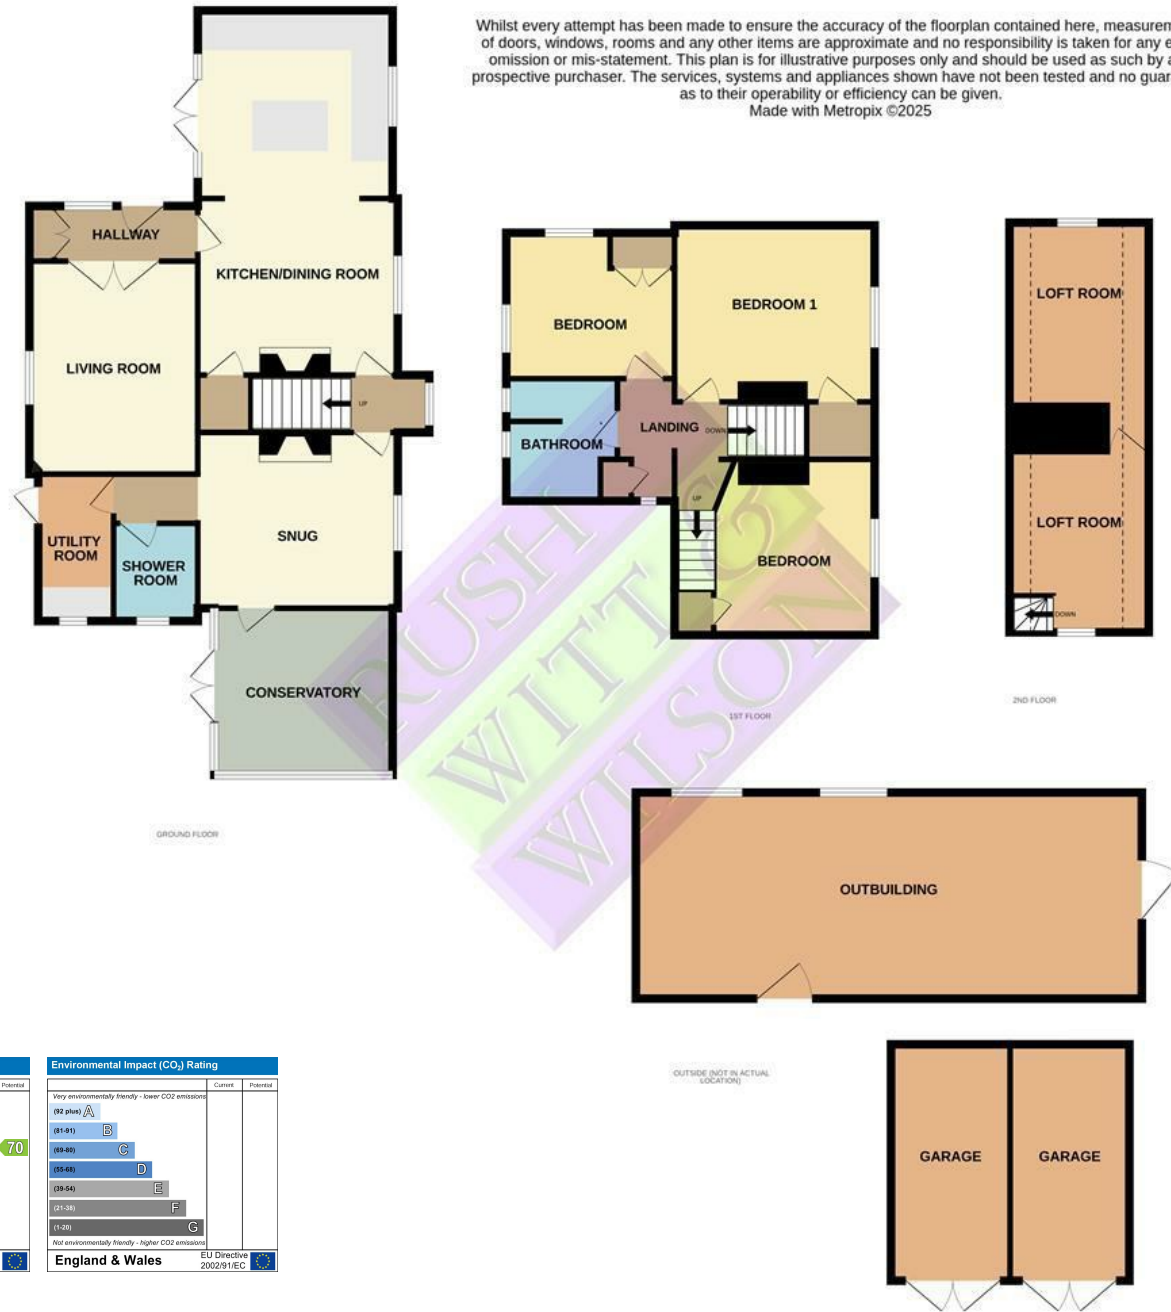 Whilst every attempt has been made to ensure the accuracy of the floorplan contained here,
of doors, windows, rooms and any other items are approximate and no responsibility is taken for any
omission or mis-statement. This plan is for illustrative purposes only and should be used as such by
prospective purchaser. The services, systems and appliances shown have not been tested and no
as to their operability or efficiency can be given.
Made with Metropix ©2025
HALLWAY
KITCHEN/DINING ROOM
LIVING ROOM
UP
SNUG
UTILITY
ROOM
SHOWER
ROOM
CONSERVATORY
GROUND FLOOR
BEDROOM
BEDROOM 1
LANDING
DOWN
BATHROOM
UP
BEDROOM
1ST FLOOR
LOFT ROOM
LOFT ROOM
DOWN
2ND FLOOR
RUSH
WITT &
WILSON
OUTBUILDING
OUTSIDE (NOT IN ACTUAL
LOCATION)
GARAGE
GARAGE
Potential
70
Environmental Impact (CO₂) Rating
Current Potential
Very environmentally friendly - lower CO2 emissions
(92 plus) A
(81-91) B
(69-80) C
(55-68) D
(39-54) E
(21-38) F
(1-20) G
Not environmentally friendly - higher CO2 emissions
England & Wales
EU Directive
2002/91/EC